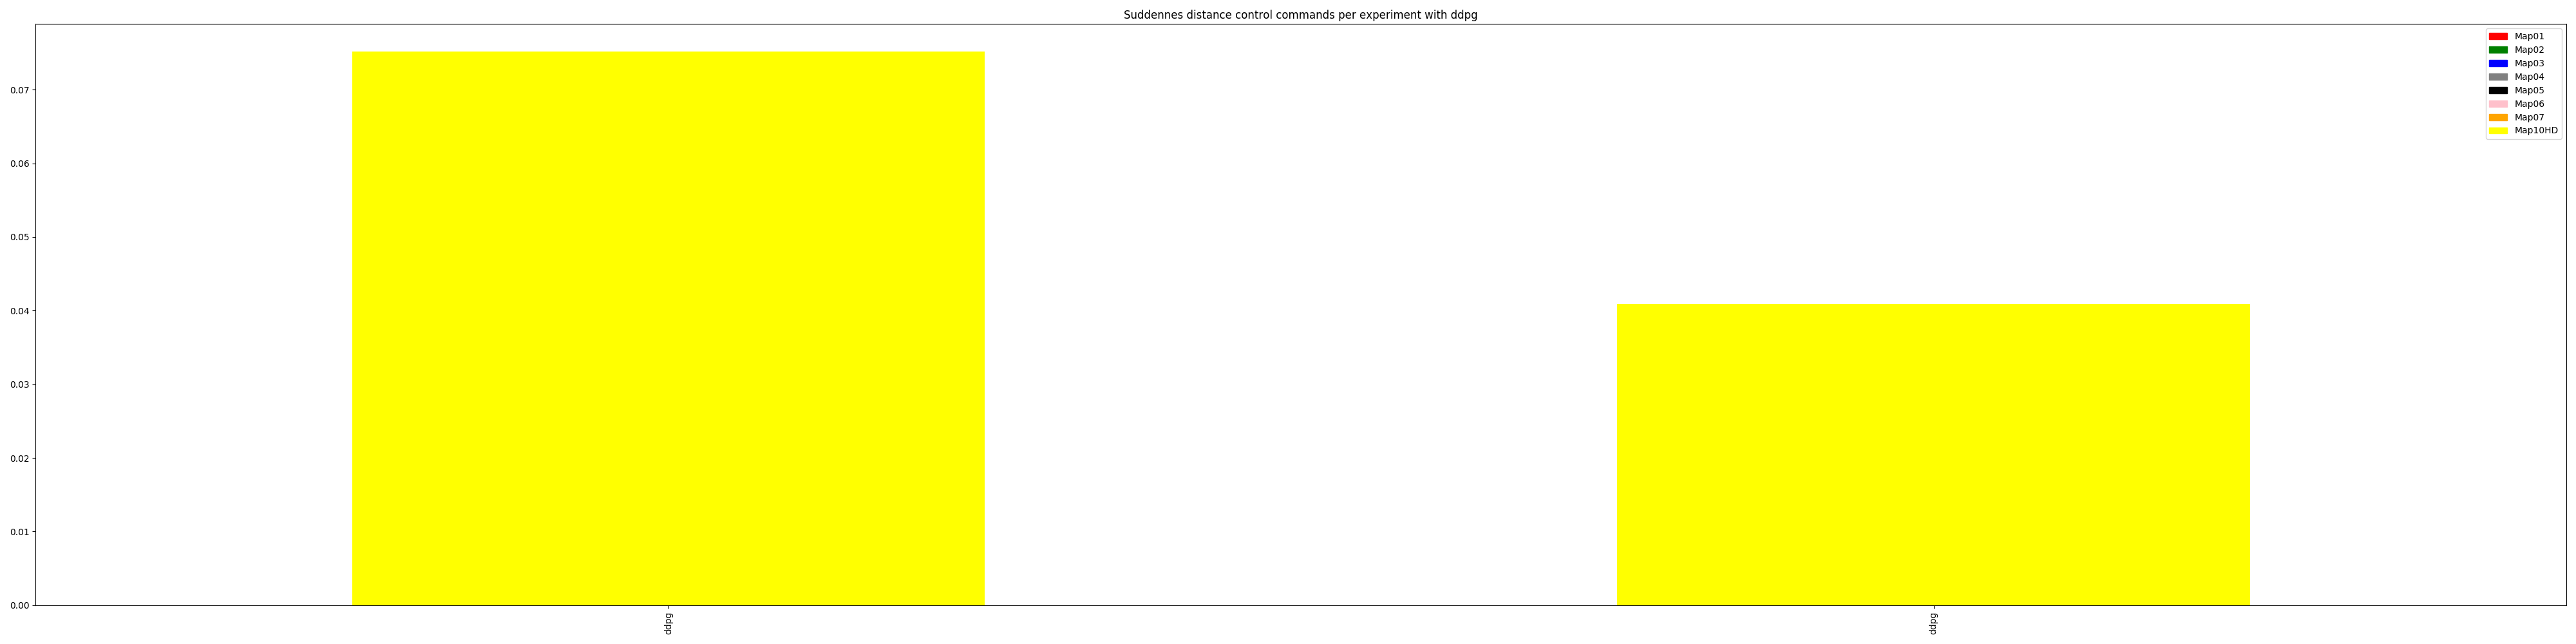 Suddennes distance control commands per experiment with ddpg
Map01
Map02
Map03
Map04
Map05
Map06
Map07
Map10HD
0.07
0.06
0.05
0.04
0.03
0.02
0.01
0.00
ddpg
ddpg